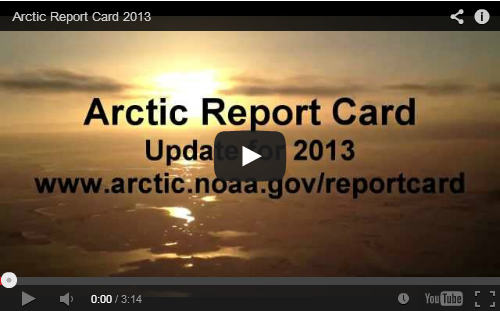 Arctic Report Card 2013
Arctic Report Card
Update for 2013
www.arctic.noaa.gov/reportcard
0:00 / 3:14
YouTube